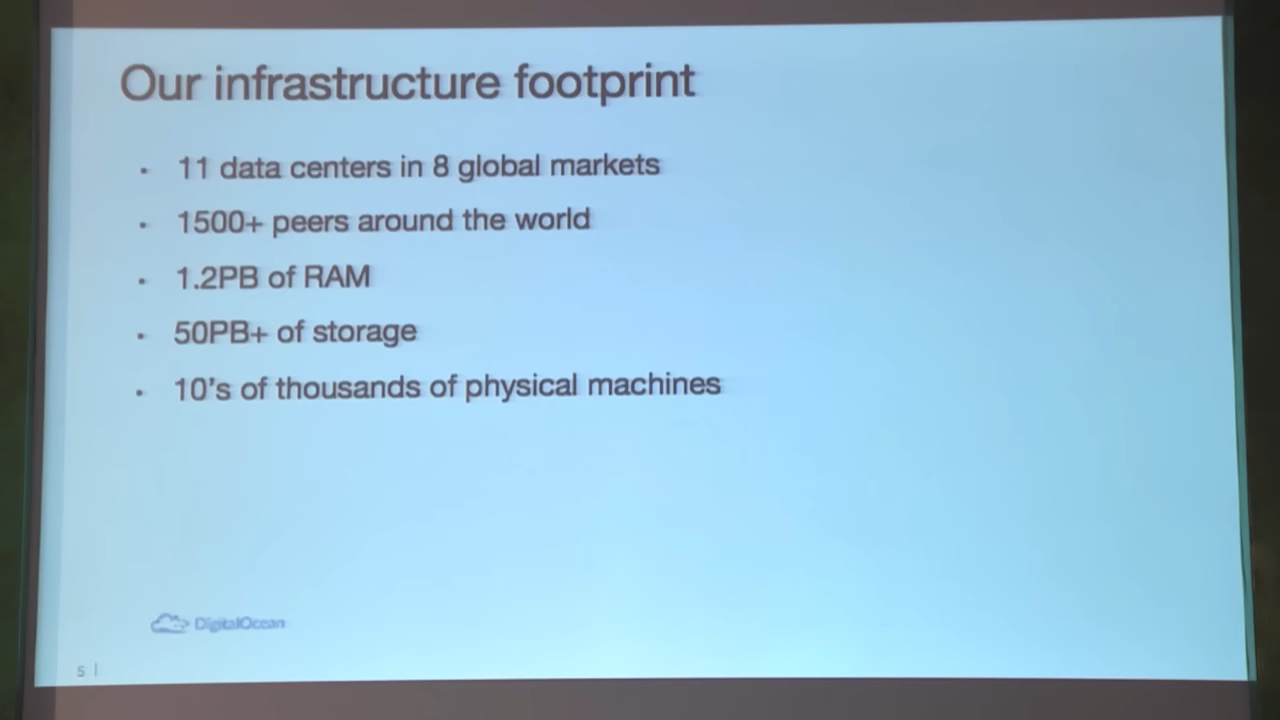 Our infrastructure footprint
· 11 data centers in 8 global markets
· 1500+ peers around the world
· 1.2PB of RAM
· 50PB+ of storage
· 10's of thousands of physical machines
DigitalOcean
5 |